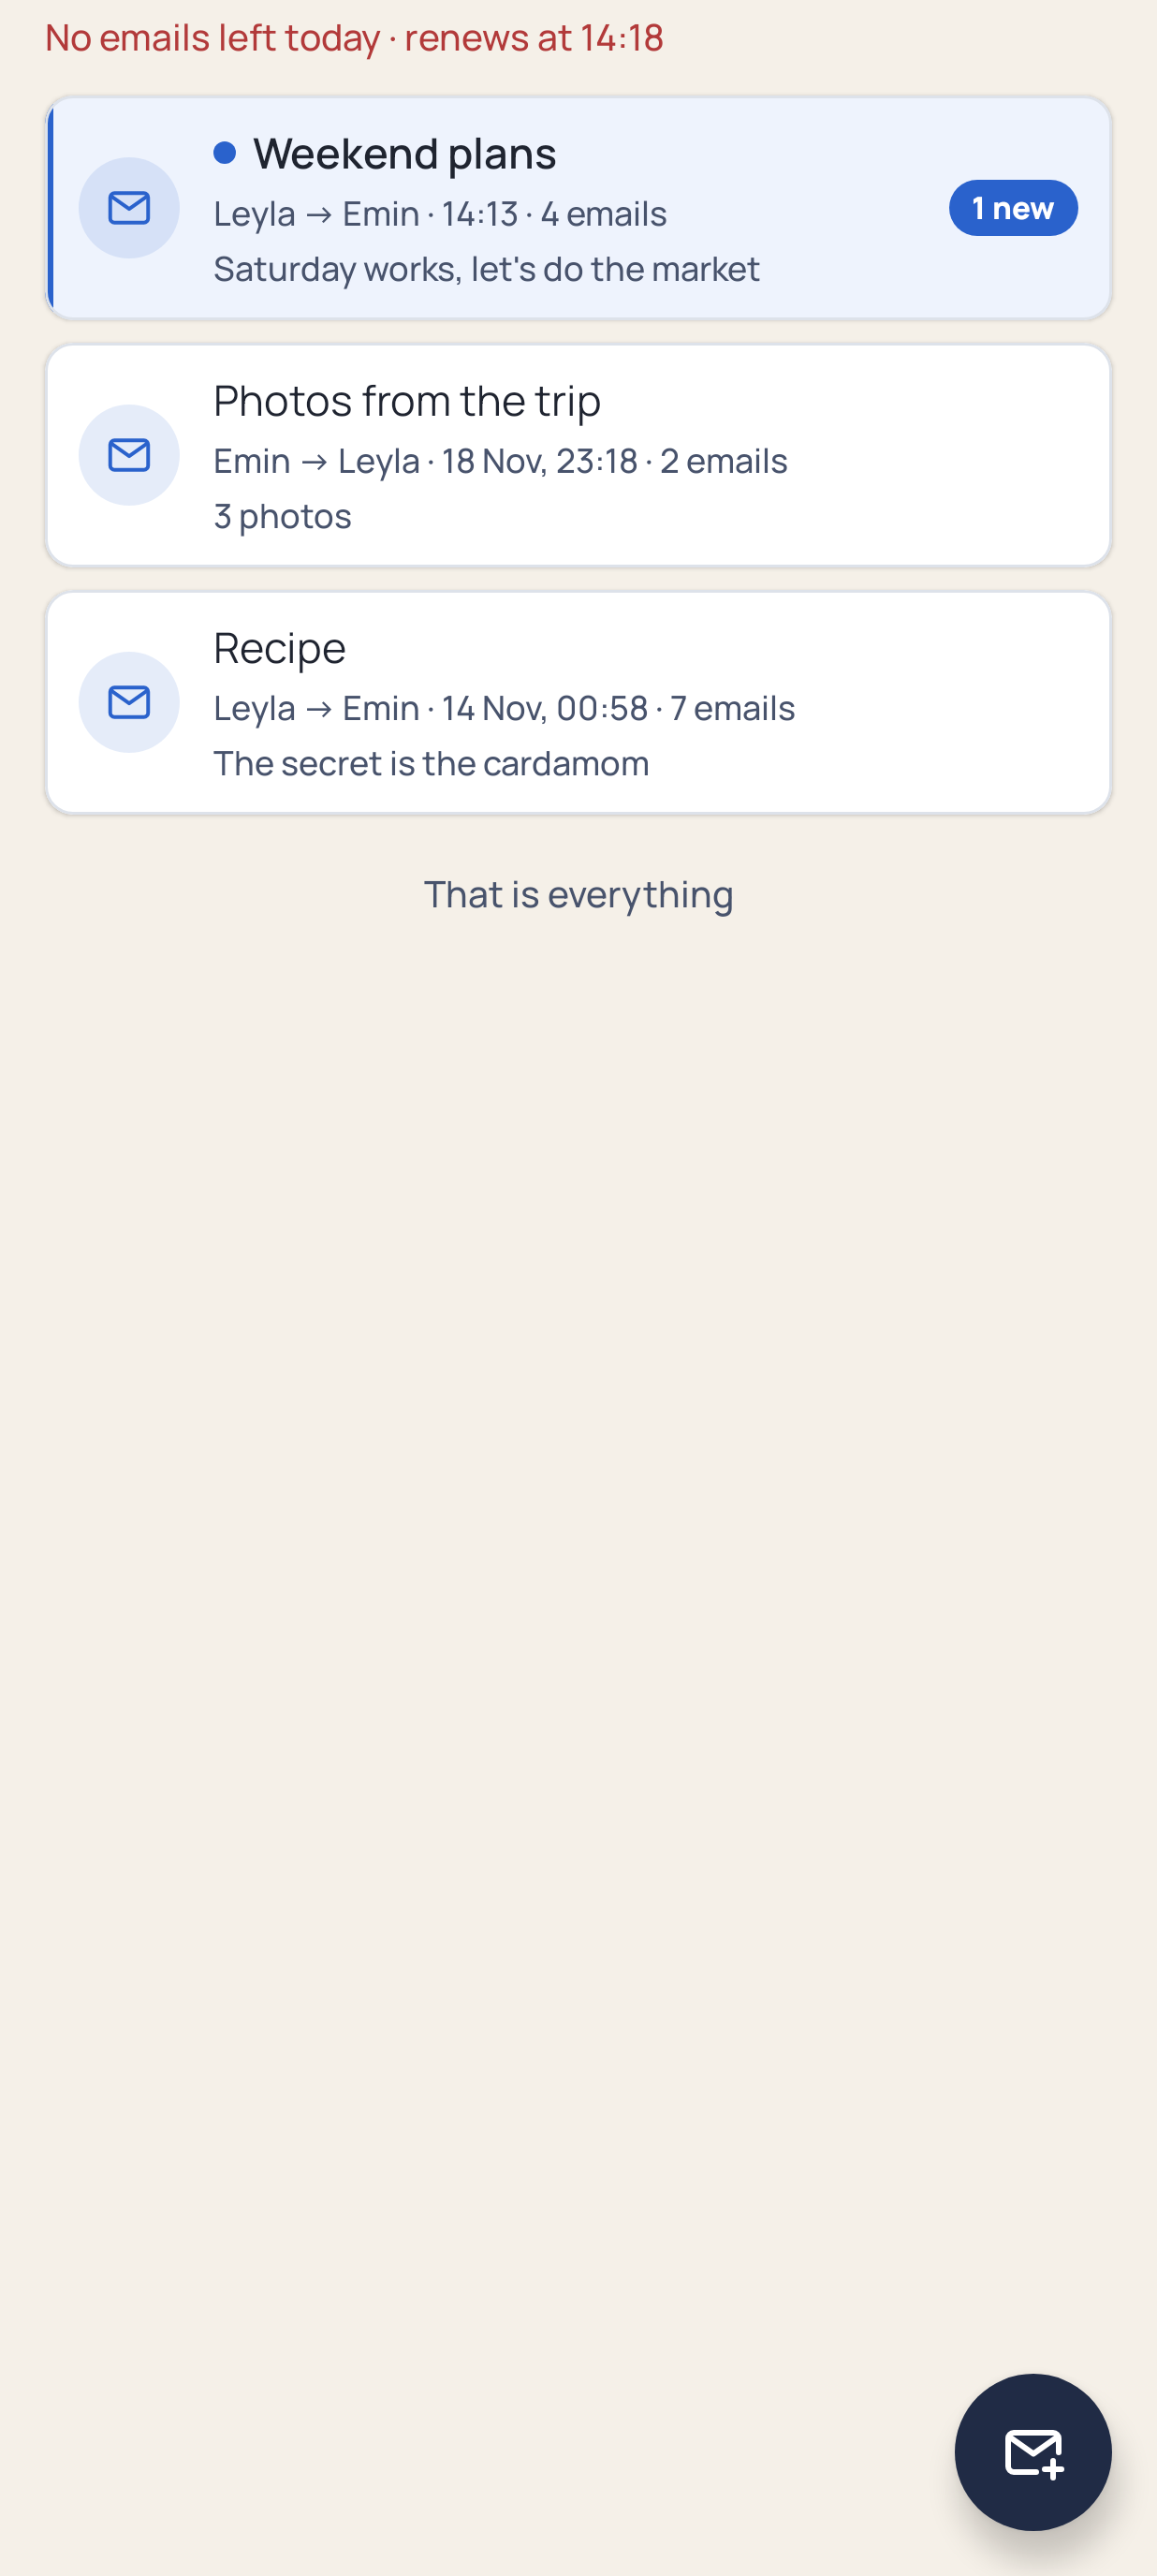 No emails left today · renews at 14:18
Weekend plans
Leyla → Emin · 14:13 · 4 emails
1 new
Saturday works, let's do the market
Photos from the trip
Emin → Leyla · 18 Nov, 23:18 · 2 emails
3 photos
Recipe
Leyla → Emin · 14 Nov, 00:58 · 7 emails
The secret is the cardamom
That is everything